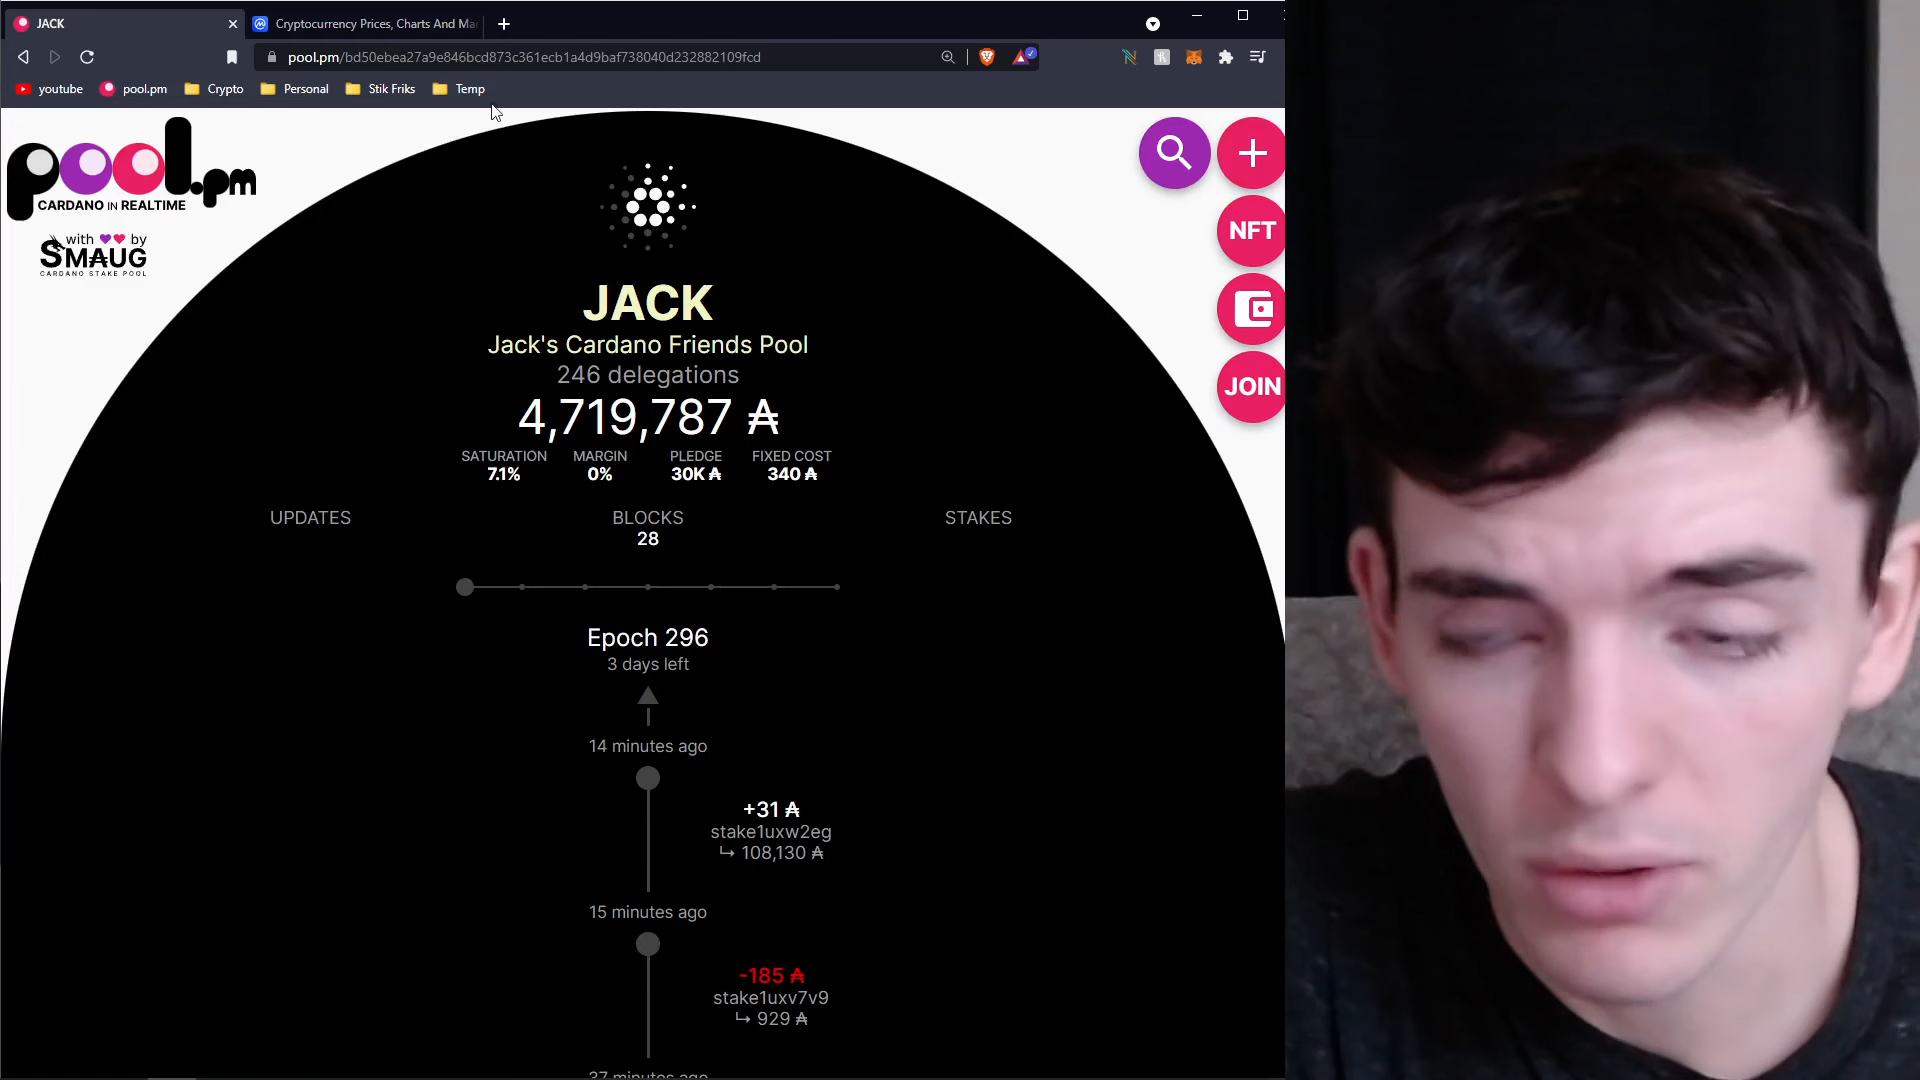 JACK
Cryptocurrency Prices, Charts And Ma
pool.pm/bd50ebea27a9e846bcd873c361ecb1a4d9baf738040d232882109fcd
youtube
pool.pm
Crypto
Personal
Stik Friks
Temp
pool.pm
CARDANO IN REALTIME
with by
SMAUG
CARDANO STAKE POOL
NFT
JOIN
JACK
Jack's Cardano Friends Pool
246 delegations
4,719,787 ₳
SATURATION MARGIN PLEDGE FIXED COST
7.1% 0% 30K ₳ 340 ₳
UPDATES BLOCKS STAKES
28
Epoch 296
3 days left
14 minutes ago
+31 ₳
stake1uxw2eg
↳ 108,130 ₳
15 minutes ago
-185 ₳
stake1uxv7v9
↳ 929 ₳
37 minutes ago